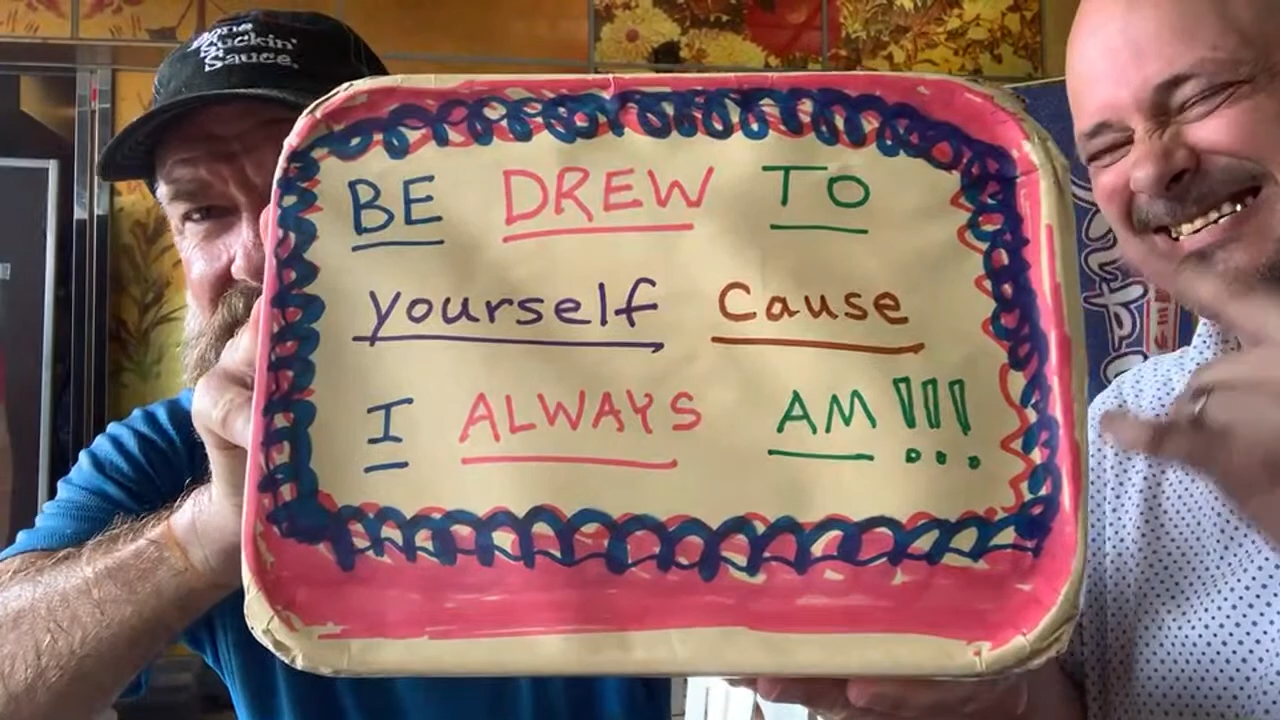 Bone
Suckin'
Sauce.
BE DREW TO
yourself Cause
I ALWAYS AM!!!